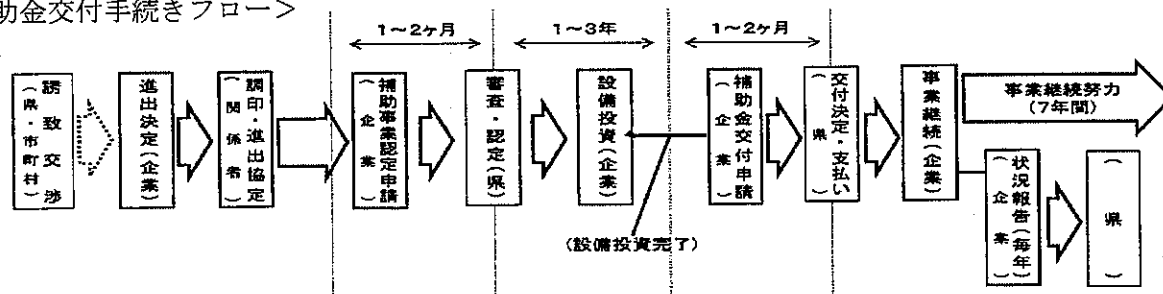 助金交付手続きフロー＞
1～2ヶ月
1～3年
1～2ヶ月
誘致交渉
（県・市町村）
進出決定（企業）
調印・進出協定
（関係者）
補助事業認定申請
（企業）
審査・認定（県）
設備投資（企業）
補助金交付申請
（企業）
交付決定・支払い
（県）
事業継続（企業）
事業継続努力
（7年間）
状況報告（毎年）
（企業）
（県）
（設備投資完了）